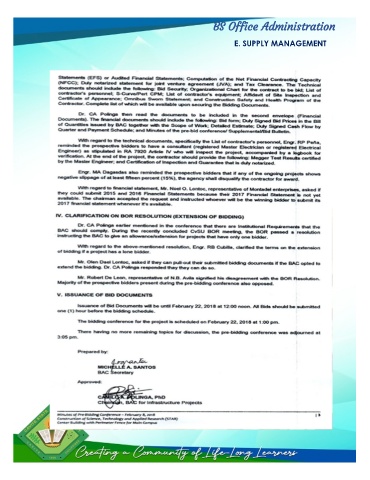 BS Office Administration
E. SUPPLY MANAGEMENT
Statements (EFS) or Audited Financial Statements; Computation of the Net Financial Contracting Capacity
(NFCC); Duly notarized statement for joint venture agreement (JVA); and Tax Clearance. The Technical
documents should include the following: Bid Security; Organizational Chart for the contract to be bid; List of
contractor's personnel; S-Curve/Pert CPM; List of contractor's equipment; Affidavit of Site Inspection and
Certificate of Appearance; Omnibus Sworn Statement; and Construction Safety and Health Program of the
Contractor. Complete list of which will be available upon securing the Bidding Documents.
Dr. CA Polinga then read the documents to be included in the second envelope (Financial
Documents). The financial documents should include the following: Bid form; Duly Signed Bid Prices in the Bill
of Quantities issued by BAC together with the Scope of Work; Detailed Estimate; Duly Signed Cash Flow by
Quarter and Payment Schedule; and Minutes of the pre-bid conference/ Supplemental/Bid Bulletin.
With regard to the technical documents, specifically the List of contractor's personnel, Engr. RP Peña,
reminded the prospective bidders to have a consultant (registered Master Electrician or registered Electrical
Engineer) as stipulated in RA 7920 Article IV who will inspect the project, accompanied by a logbook for
verification. At the end of the project, the contractor should provide the following: Megger Test Results certified
by the Master Engineer; and Certification of Inspection and Guarantee that is duly notarized.
Engr. MA Dagasdas also reminded the prospective bidders that if any of the ongoing projects shows
negative slippage of at least fifteen percent (15%), the agency shall disqualify the contractor for award.
With regard to financial statement, Mr. Noel O. Lontoc, representative of Montedal enterprises, asked if
they could submit 2015 and 2016 Financial Statements because their 2017 Financial Statement is not yet
available. The chairman accepted the request and instructed whoever will be the winning bidder to submit its
2017 financial statement whenever it's available.
IV. CLARIFICATION ON BOR RESOLUTION (EXTENSION OF BIDDING)
Dr. CA Polinga earlier mentioned in the conference that there are Institutional Requirements that the
BAC should comply. During the recently concluded CvSU BOR meeting, the BOR passed a resolution
instructing the BAC to give an allowance/sole-raise for projects that have only one bidder.
With regard to the above-mentioned resolution, Engr. RB Cubilla, clarified the terms on the extension
of bidding if a project has a lone bidder.
Mr. Olen Deel Lontoc, asked if they can pull-out their submitted bidding documents if the BAC opted to
extend the bidding. Dr. CA Polinga responded they they can do so.
Mr. Robert De Leon, representative of N.B. Avila signified his disagreement with the BOR Resolution.
Majority of the prospective bidders present during the pre-bidding conference also opposed.
V. ISSUANCE OF BID DOCUMENTS
Issuance of Bid Documents will be until February 22, 2018 at 12:00 noon. All Bids should be submitted
one (1) hour before the bidding schedule.
The bidding conference for the project is scheduled on February 22, 2018 at 1:00 pm.
There having no more remaining topics for discussion, the pre-bidding conference was adjourned at
3:05 pm.
Prepared by:
MICHELLE A. SANTOS
BAC Secretary
Approved:
POLINGA, PhD
Chairman, BAC for Infrastructure Projects
Minutes of Pre-Bidding Conference – February 8, 2018
Construction of Science, Technology and Applied Research (STAR)
Center Building with Perimeter Fence for Main Campus
Creating a Community of Life-Long Learners